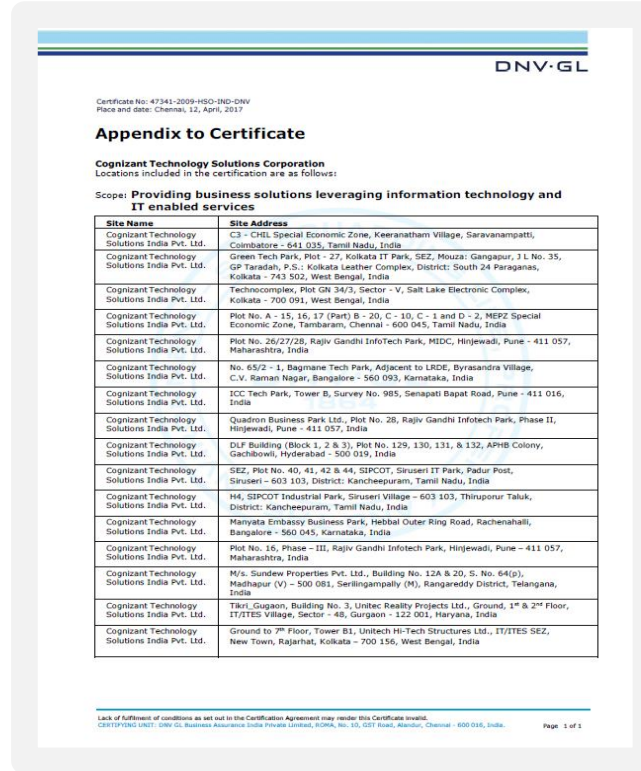 DNV·GL
Certificate No: 47341-2009-HSO-IND-DNV
Place and date: Chennai, 12, April, 2017
Appendix to Certificate
Cognizant Technology Solutions Corporation
Locations included in the certification are as follows:
Scope: Providing business solutions leveraging information technology and
IT enabled services
Site Name Site Address
Cognizant Technology C3 - CHIL Special Economic Zone, Keeranatham Village, Saravanampatti,
Solutions India Pvt. Ltd. Coimbatore - 641 035, Tamil Nadu, India
Cognizant Technology Green Tech Park, Plot - 27, Kolkata IT Park, SEZ, Mouza: Gangapur, J L No. 35,
Solutions India Pvt. Ltd. GP Taradah, P.S.: Kolkata Leather Complex, District: South 24 Paraganas,
Kolkata - 743 502, West Bengal, India
Cognizant Technology Technocomplex, Plot GN 34/3, Sector - V, Salt Lake Electronic Complex,
Solutions India Pvt. Ltd. Kolkata - 700 091, West Bengal, India
Cognizant Technology Plot No. A - 15, 16, 17 (Part) B - 20, C - 10, C - 1 and D - 2, MEPZ Special
Solutions India Pvt. Ltd. Economic Zone, Tambaram, Chennai - 600 045, Tamil Nadu, India
Cognizant Technology Plot No. 26/27/28, Rajiv Gandhi InfoTech Park, MIDC, Hinjewadi, Pune - 411 057,
Solutions India Pvt. Ltd. Maharashtra, India
Cognizant Technology No. 65/2 - 1, Bagmane Tech Park, Adjacent to LRDE, Byrasandra Village,
Solutions India Pvt. Ltd. C.V. Raman Nagar, Bangalore - 560 093, Karnataka, India
Cognizant Technology ICC Tech Park, Tower B, Survey No. 985, Senapati Bapat Road, Pune - 411 016,
Solutions India Pvt. Ltd. India
Cognizant Technology Quadron Business Park Ltd., Plot No. 28, Rajiv Gandhi Infotech Park, Phase II,
Solutions India Pvt. Ltd. Hinjewadi, Pune - 411 057, India
Cognizant Technology DLF Building (Block 1, 2 & 3), Plot No. 129, 130, 131, & 132, APHB Colony,
Solutions India Pvt. Ltd. Gachibowli, Hyderabad - 500 019, India
Cognizant Technology SEZ, Plot No. 40, 41, 42 & 44, SIPCOT, Siruseri IT Park, Padur Post,
Solutions India Pvt. Ltd. Siruseri – 603 103, District: Kancheepuram, Tamil Nadu, India
Cognizant Technology H4, SIPCOT Industrial Park, Siruseri Village – 603 103, Thiruporur Taluk,
Solutions India Pvt. Ltd. District: Kancheepuram, Tamil Nadu, India
Cognizant Technology Manyata Embassy Business Park, Hebbal Outer Ring Road, Rachenahalli,
Solutions India Pvt. Ltd. Bangalore - 560 045, Karnataka, India
Cognizant Technology Plot No. 16, Phase – III, Rajiv Gandhi Infotech Park, Hinjewadi, Pune – 411 057,
Solutions India Pvt. Ltd. Maharashtra, India
Cognizant Technology M/s. Sundew Properties Pvt. Ltd., Building No. 12A & 20, S. No. 64(p),
Solutions India Pvt. Ltd. Madhapur (V) – 500 081, Serilingampally (M), Rangareddy District, Telangana,
India
Cognizant Technology Tikri_Gugaon, Building No. 3, Unitec Reality Projects Ltd., Ground, 1st & 2nd Floor,
Solutions India Pvt. Ltd. IT/ITES Village, Sector - 48, Gurgaon - 122 001, Haryana, India
Cognizant Technology Ground to 7th Floor, Tower B1, Unitech Hi-Tech Structures Ltd., IT/ITES SEZ,
Solutions India Pvt. Ltd. New Town, Rajarhat, Kolkata – 700 156, West Bengal, India
Lack of fulfilment of conditions as set out in the Certification Agreement may render this Certificate invalid.
CERTIFYING UNIT: DNV GL Business Assurance India Private Limited, ROMA, No. 10, GST Road, Alandur, Chennai - 600 016, India. Page 1 of 1